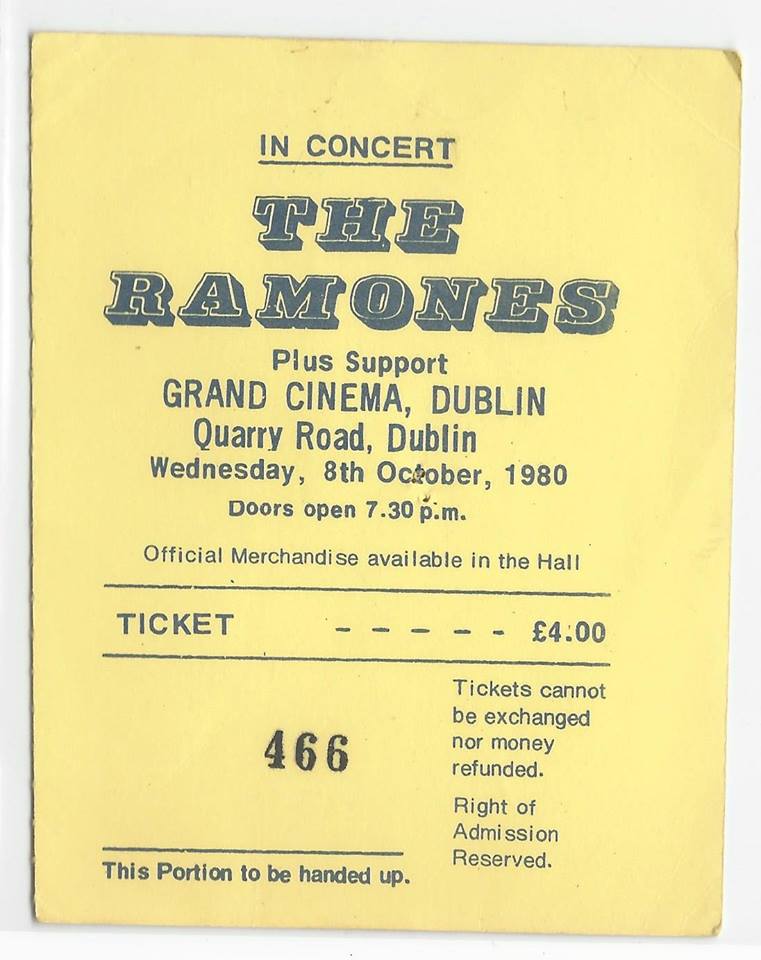 IN CONCERT
THE
RAMONES
Plus Support
GRAND CINEMA, DUBLIN
Quarry Road, Dublin
Wednesday, 8th October, 1980
Doors open 7.30 p.m.
Official Merchandise available in the Hall
TICKET - - - - - £4.00
466
Tickets cannot
be exchanged
nor money
refunded.
Right of
Admission
Reserved.
This Portion to be handed up.